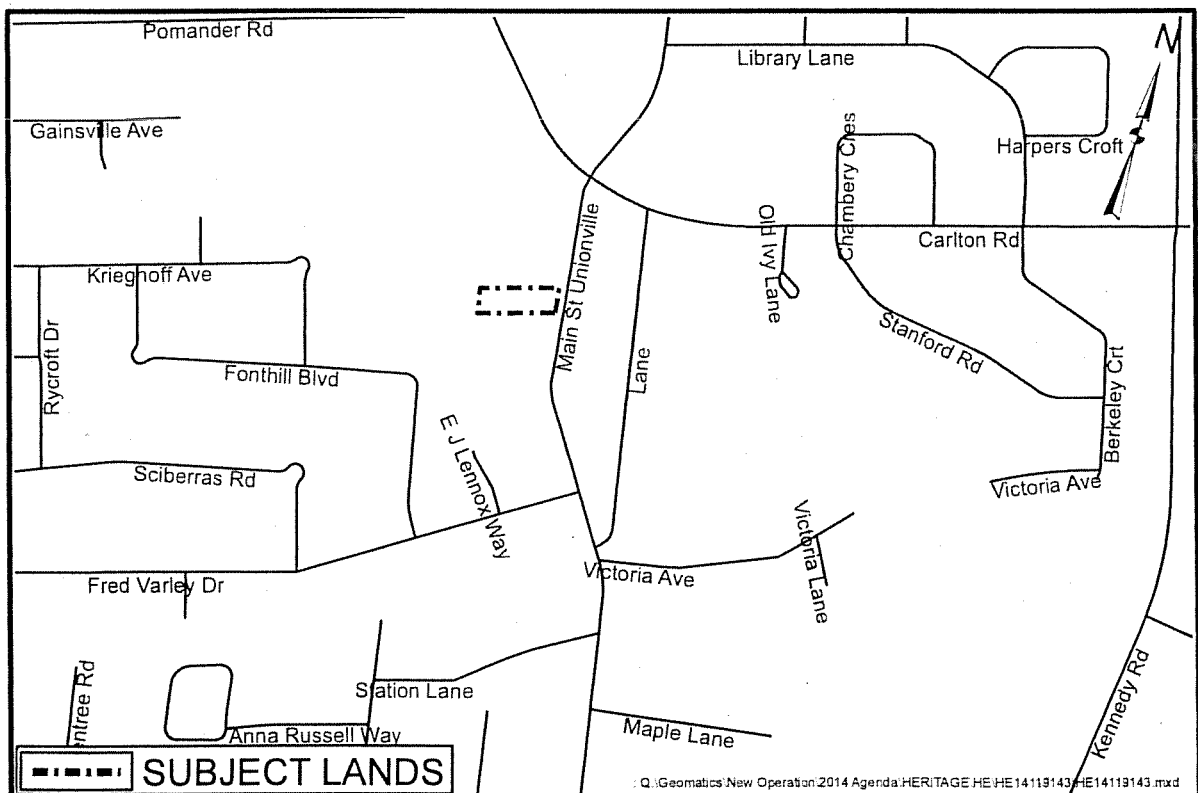 Pomander Rd
Library Lane
N
Gainsville Ave
Harpers Croft
Chambery Cres
Old Ivy Lane
Carlton Rd
Main St Unionville
Krieghoff Ave
Rycroft Dr
Fonthill Blvd
Lane
Stanford Rd
Berkeley Crt
E J Lennox Way
Sciberras Rd
Victoria Ave
Victoria Lane
Fred Varley Dr
Victoria Ave
Station Lane
entree Rd
Anna Russell Way
Maple Lane
Kennedy Rd
SUBJECT LANDS
Q:\Geomatics\New Operation\2014 Agenda\HERITAGE\HE\HE14119143\HE14119143.mxd